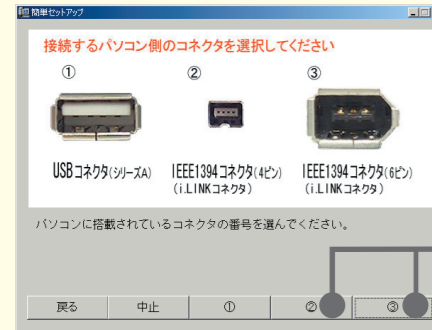 簡単セットアップ
接続するパソコン側のコネクタを選択してください
① ② ③
USBコネクタ(シリーズA) IEEE1394コネクタ(4ピン) IEEE1394コネクタ(6ピン)
(i.LINKコネクタ) (i.LINKコネクタ)
パソコンに搭載されているコネクタの番号を選んでください。
戻る 中止 ① ② ③